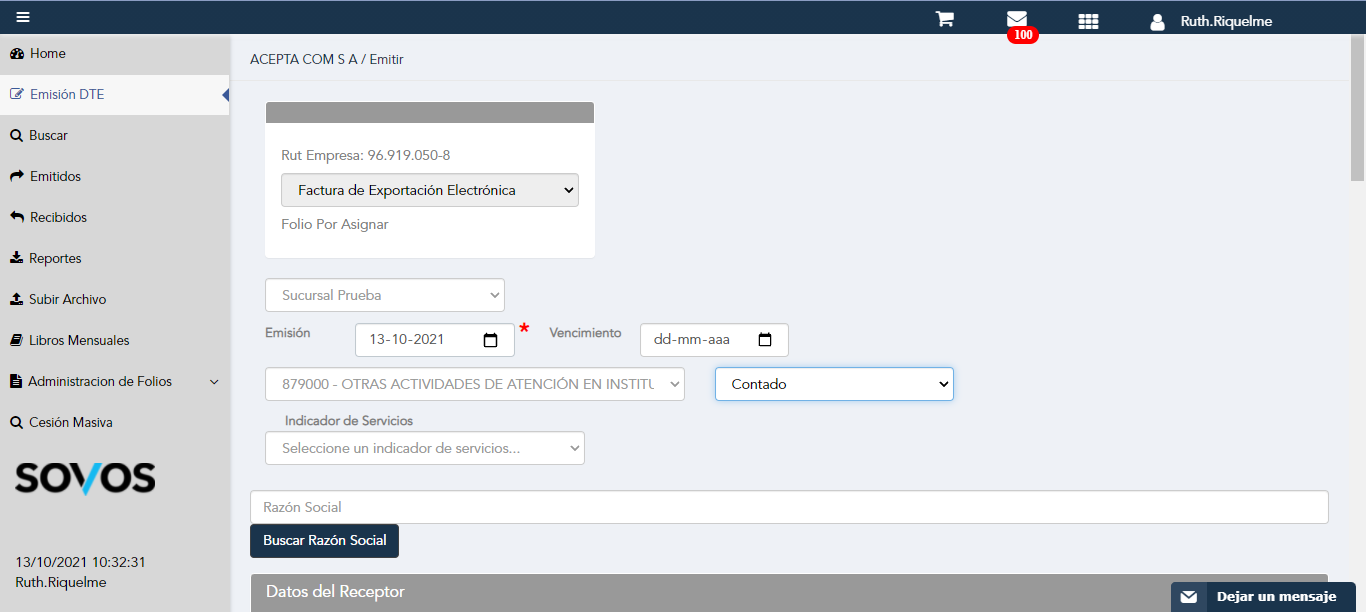 Ruth.Riquelme
100
Home
ACEPTA COM S A / Emitir
Emisión DTE
Buscar
Emitidos
Recibidos
Reportes
Subir Archivo
Libros Mensuales
Administracion de Folios
Cesión Masiva
SOVOS
13/10/2021 10:32:31
Ruth.Riquelme
Rut Empresa: 96.919.050-8
Factura de Exportación Electrónica
Folio Por Asignar
Sucursal Prueba
Emisión 13-10-2021 * Vencimiento dd-mm-aaa
879000 - OTRAS ACTIVIDADES DE ATENCIÓN EN INSTITU Contado
Indicador de Servicios
Seleccione un indicador de servicios...
Razón Social
Buscar Razón Social
Datos del Receptor
Dejar un mensaje